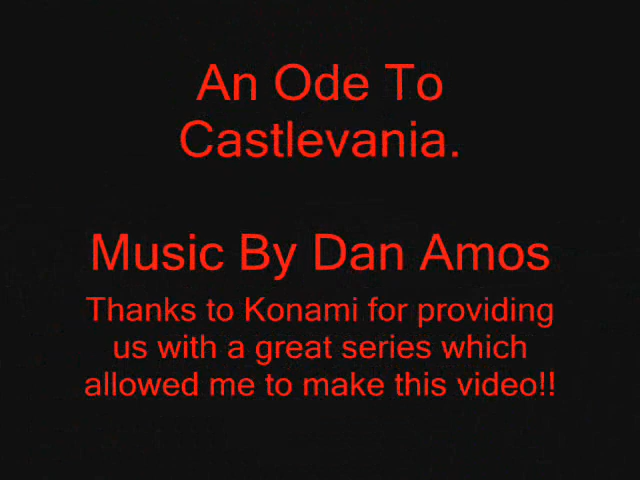 An Ode To
Castlevania.
Music By Dan Amos
Thanks to Konami for providing
us with a great series which
allowed me to make this video!!